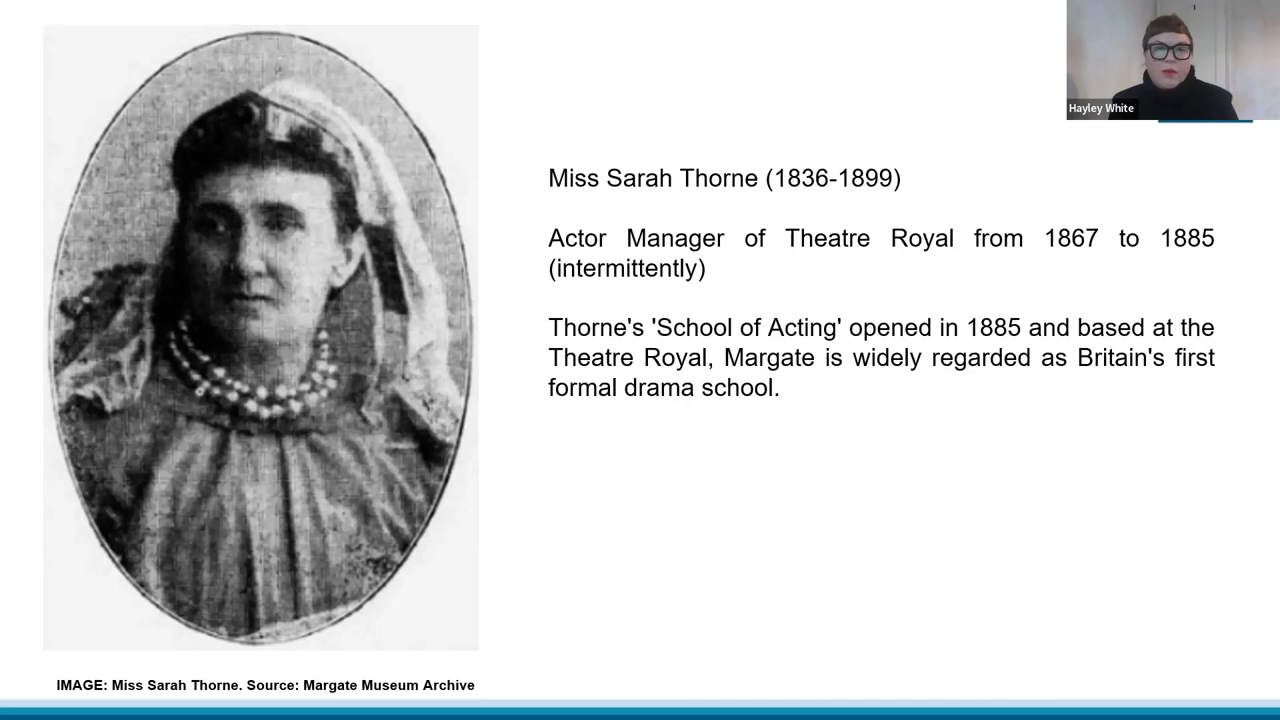 Hayley White
Miss Sarah Thorne (1836-1899)
Actor Manager of Theatre Royal from 1867 to 1885
(intermittently)
Thorne's 'School of Acting' opened in 1885 and based at the
Theatre Royal, Margate is widely regarded as Britain's first
formal drama school.
IMAGE: Miss Sarah Thorne. Source: Margate Museum Archive